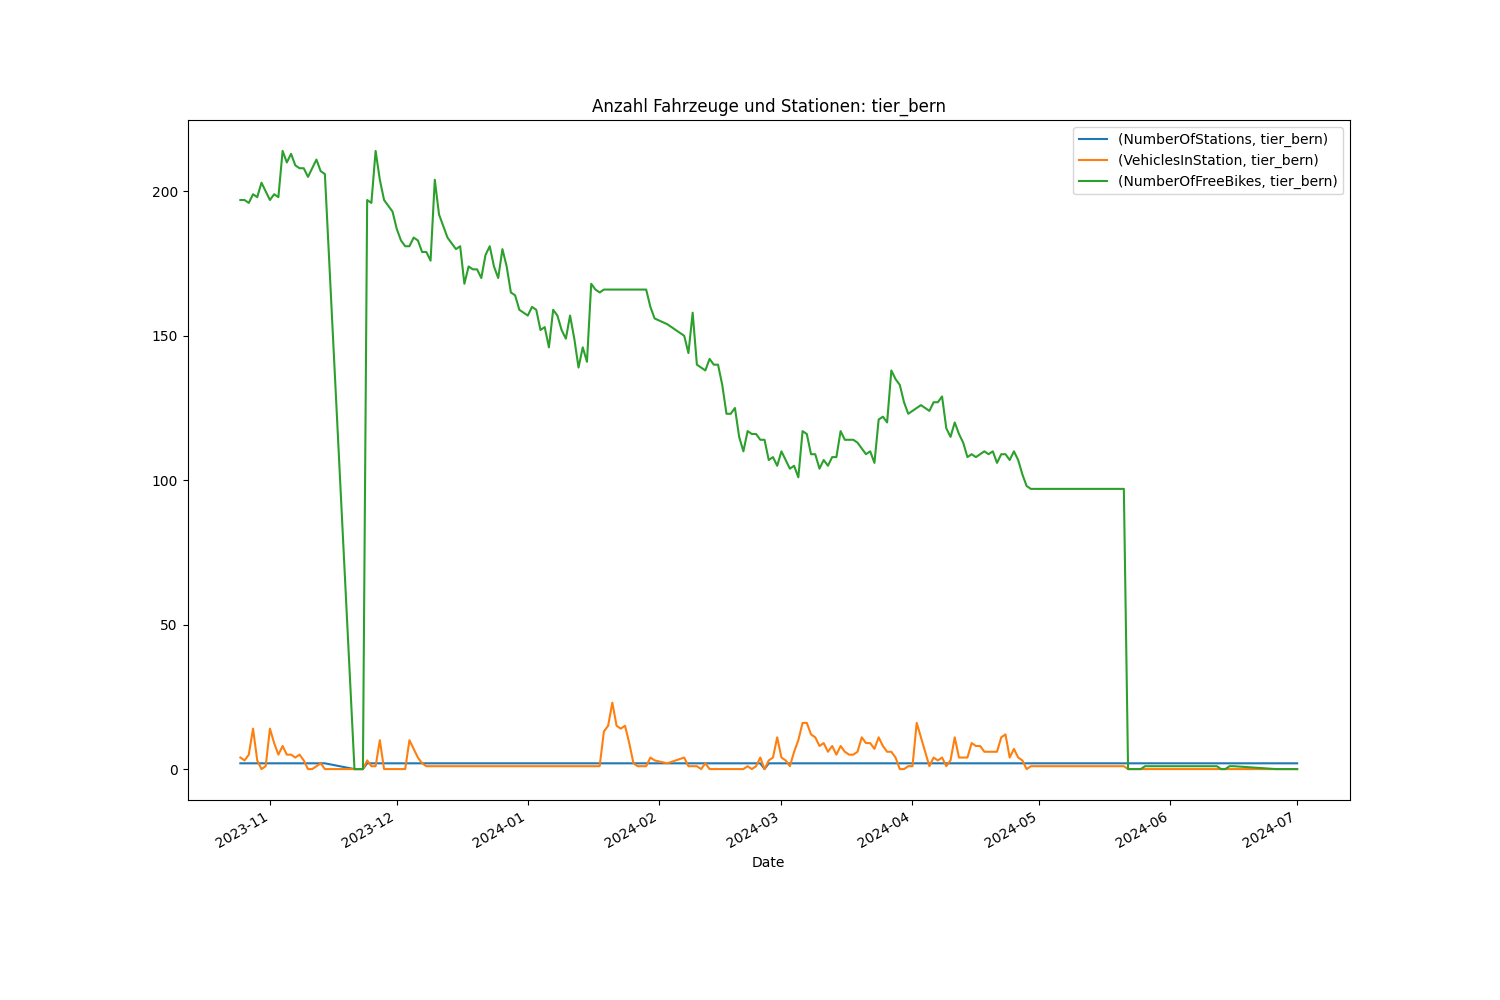 Anzahl Fahrzeuge und Stationen: tier_bern
(NumberOfStations, tier_bern)
(VehiclesInStation, tier_bern)
(NumberOfFreeBikes, tier_bern)
200
150
100
50
0
2023-11
2023-12
2024-01
2024-02
2024-03
2024-04
2024-05
2024-06
2024-07
Date